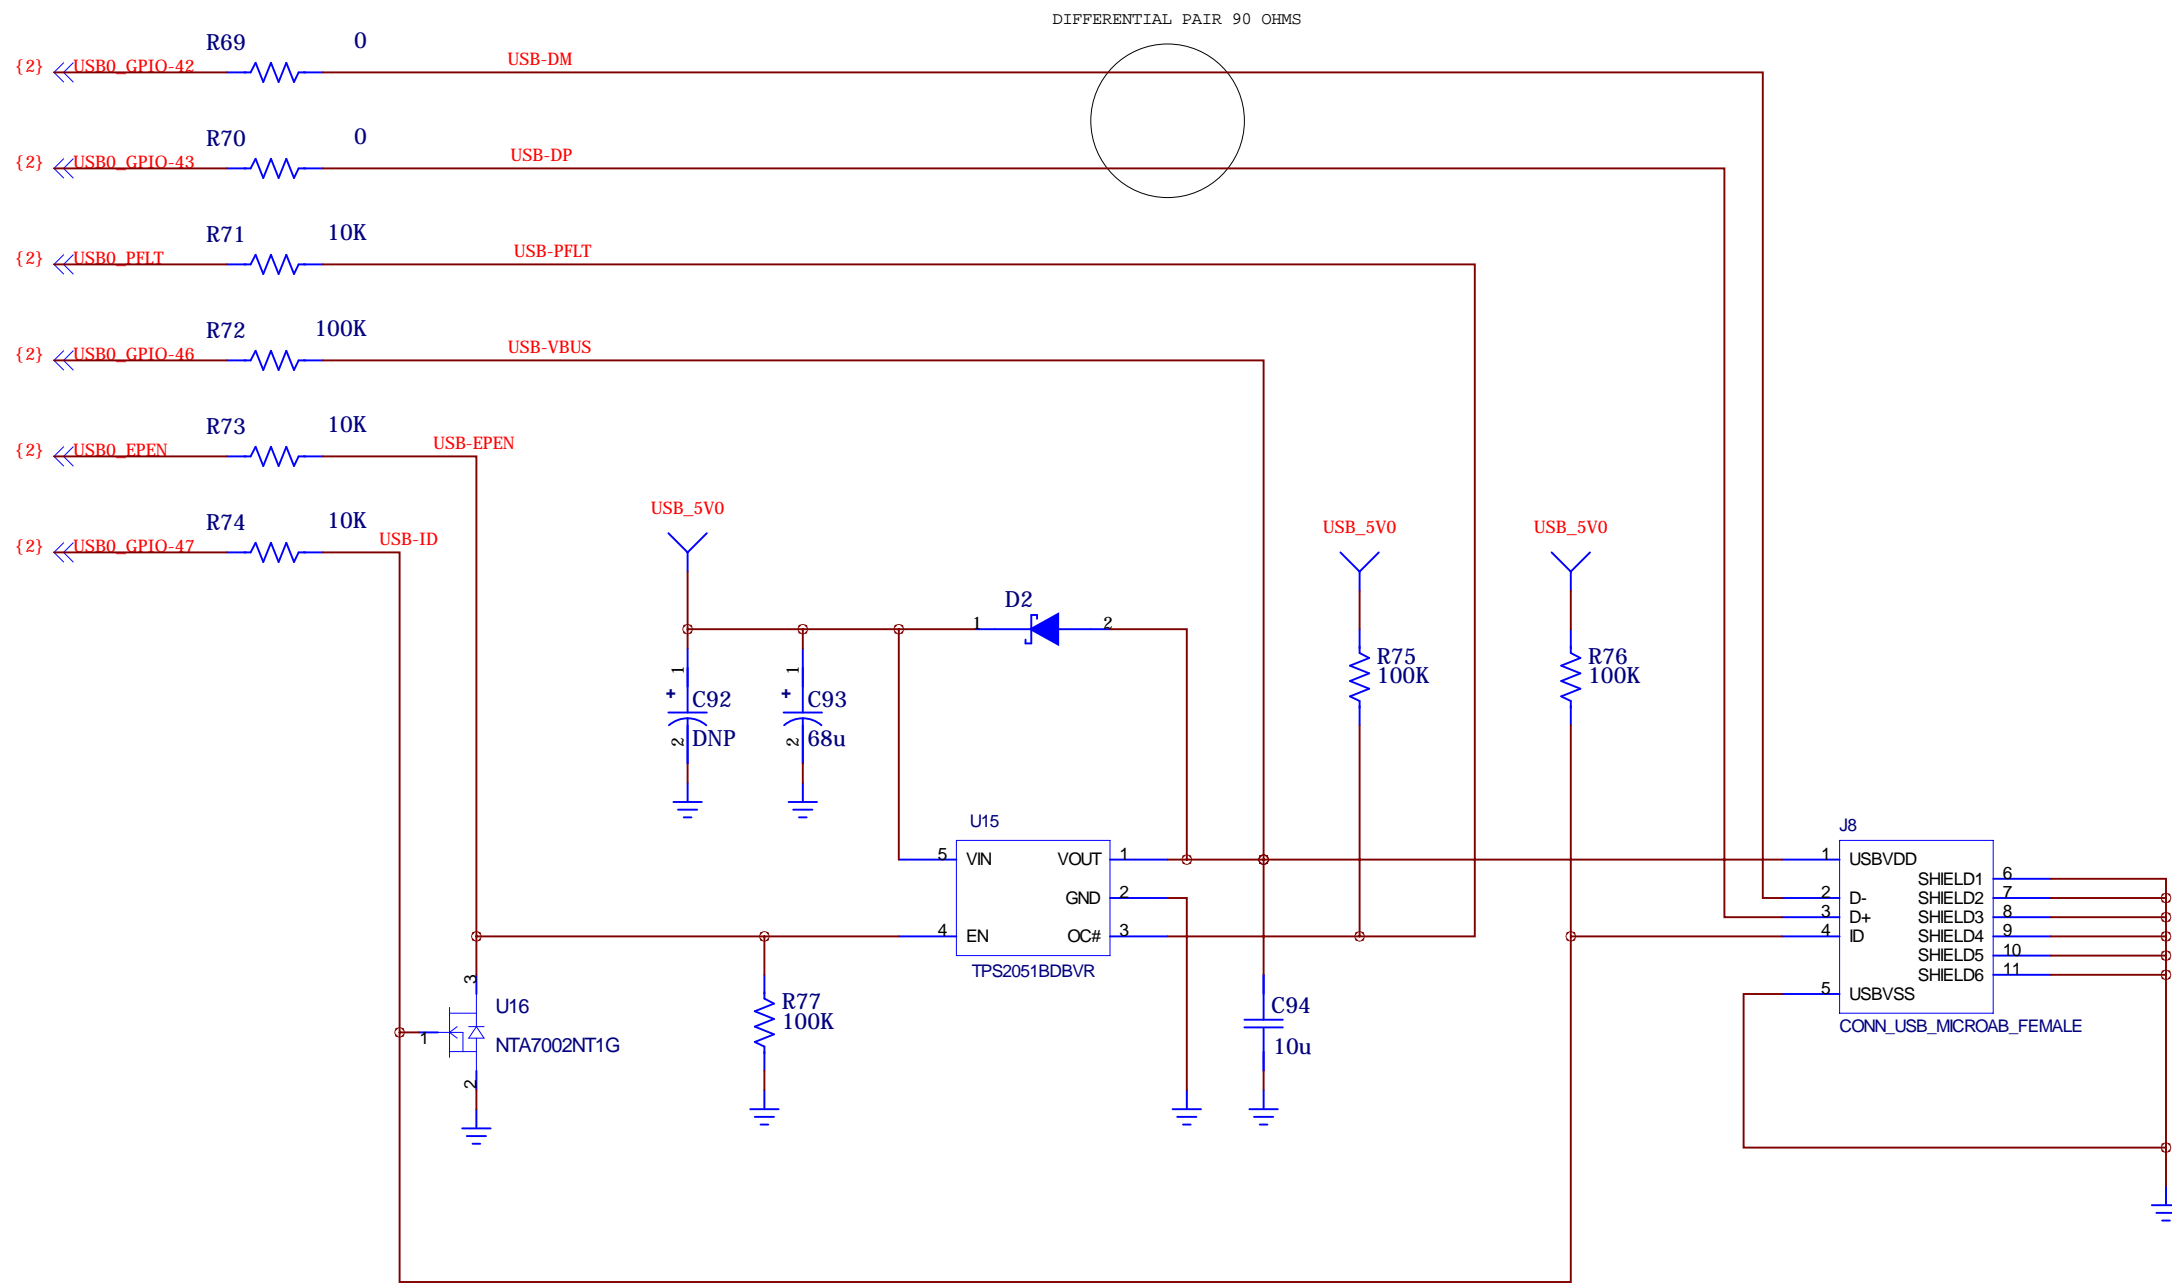 DIFFERENTIAL PAIR 90 OHMS
R69 0
{2} USB0_GPIO-42 USB-DM
R70 0
{2} USB0_GPIO-43 USB-DP
R71 10K
{2} USB0_PFLT USB-PFLT
R72 100K
{2} USB0_GPIO-46 USB-VBUS
R73 10K
{2} USB0_EPEN USB-EPEN
R74 10K
{2} USB0_GPIO-47 USB-ID
USB_5V0
USB_5V0
USB_5V0
D2
1 2
1
+ C92
2 DNP
1
+ C93
2 68u
R75
100K
R76
100K
U15
5 VIN VOUT 1
GND 2
4 EN OC# 3
TPS2051BDBVR
J8
1 USBVDD
SHIELD1 6
2 D- SHIELD2 7
3 D+ SHIELD3 8
4 ID SHIELD4 9
SHIELD5 10
SHIELD6 11
5 USBVSS
CONN_USB_MICROAB_FEMALE
3
U16
1
NTA7002NT1G
2
R77
100K
C94
10u